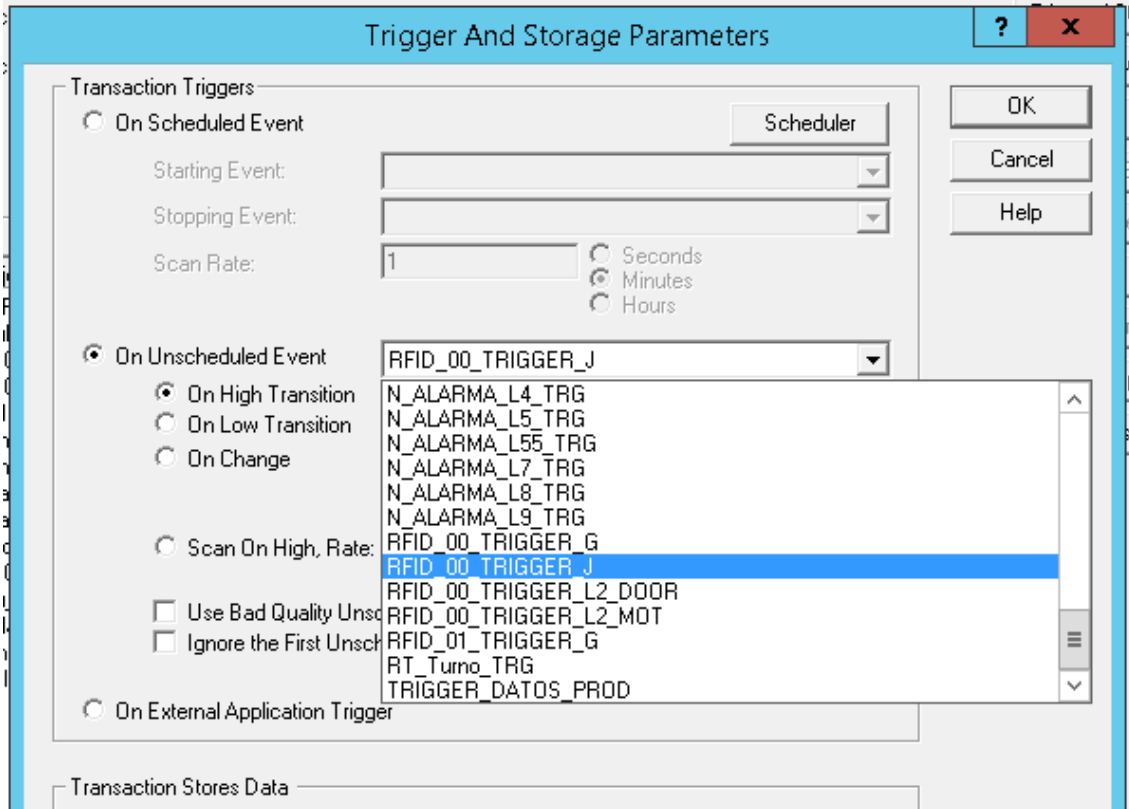 Trigger And Storage Parameters
?
x
Transaction Triggers
On Scheduled Event
Scheduler
OK
Starting Event:
Cancel
Stopping Event:
Help
Scan Rate:
1
Seconds
Minutes
Hours
On Unscheduled Event
RFID_00_TRIGGER_J
On High Transition
On Low Transition
On Change
Scan On High, Rate:
Use Bad Quality
Ignore the First
N_ALARMA_L4_TRG
N_ALARMA_L5_TRG
N_ALARMA_L55_TRG
N_ALARMA_L7_TRG
N_ALARMA_L8_TRG
N_ALARMA_L9_TRG
RFID_00_TRIGGER_G
RFID_00_TRIGGER_J
RFID_00_TRIGGER_L2_DOOR
RFID_00_TRIGGER_L2_MOT
RFID_01_TRIGGER_G
RT_Turno_TRG
TRIGGER_DATOS_PROD
On External Application Trigger
Transaction Stores Data